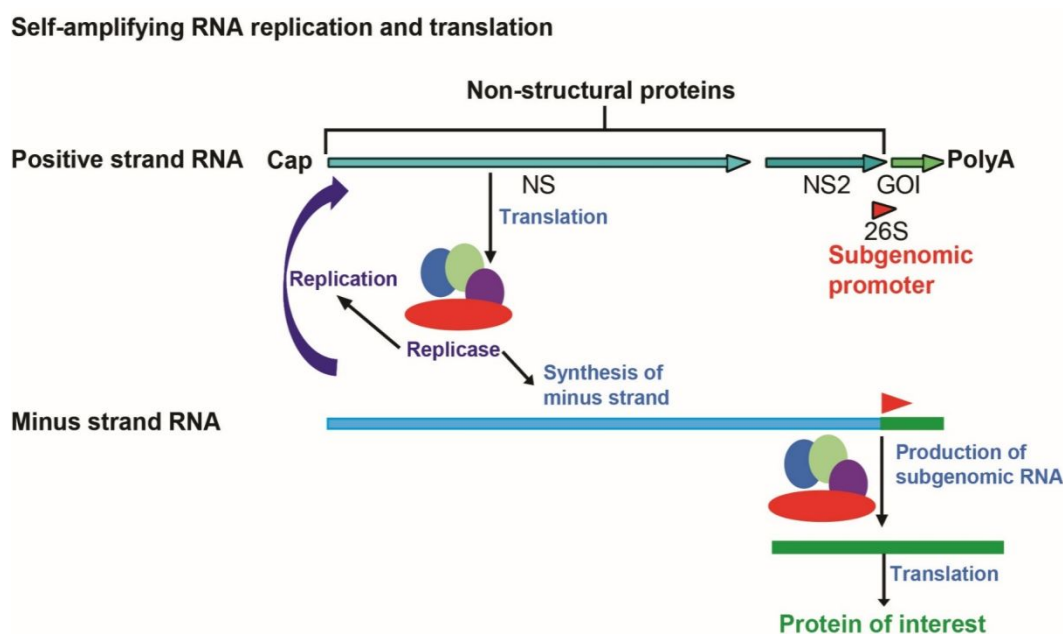 Self-amplifying RNA replication and translation
Non-structural proteins
Positive strand RNA Cap PolyA
NS NS2 GOI
Translation
26S
Subgenomic
promoter
Replication
Replicase
Synthesis of
minus strand
Minus strand RNA
Production of
subgenomic RNA
Translation
Protein of interest